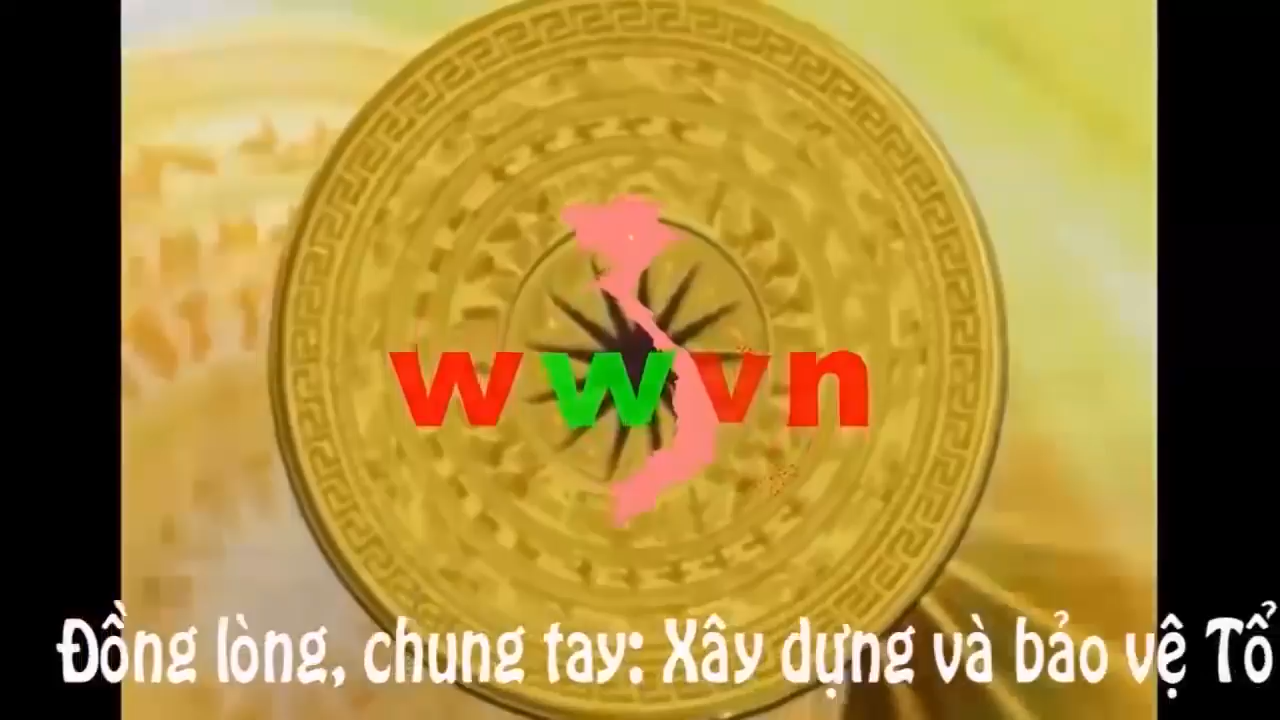 wwvn
Đồng lòng, chung tay: Xây dựng và bảo vệ Tổ